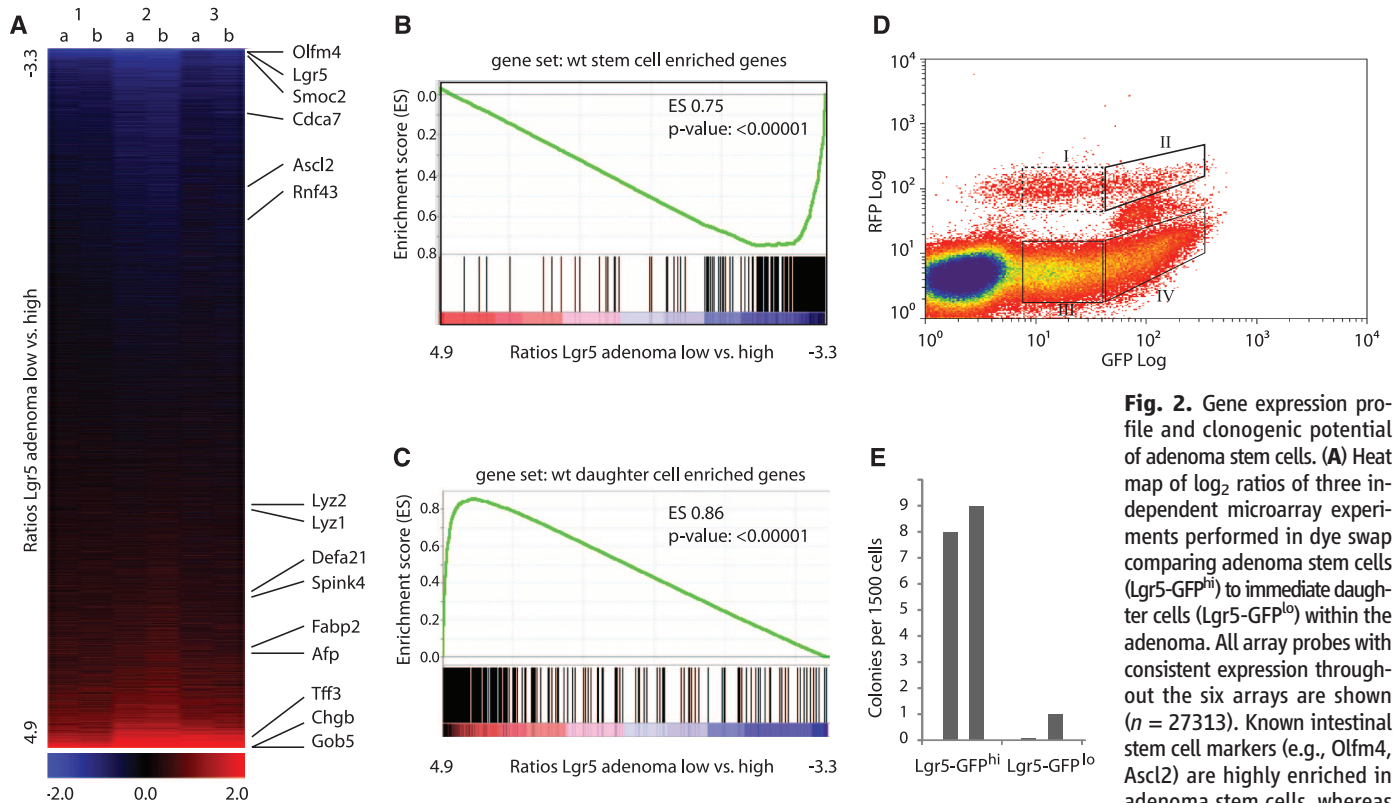 A
1 2 3
a b a b a b
-3.3
Ratios Lgr5 adenoma low vs. high
4.9
Olfm4
Lgr5
Smoc2
Cdca7
Ascl2
Rnf43
Lyz2
Lyz1
Defa21
Spink4
Fabp2
Afp
Tff3
Chgb
Gob5
-2.0 0.0 2.0
B
gene set: wt stem cell enriched genes
Enrichment score (ES)
0.0
0.2
0.4
0.6
0.8
ES 0.75
p-value: <0.00001
4.9 Ratios Lgr5 adenoma low vs. high -3.3
C
gene set: wt daughter cell enriched genes
Enrichment score (ES)
0.8
0.6
0.4
0.2
0.0
ES 0.86
p-value: <0.00001
4.9 Ratios Lgr5 adenoma low vs. high -3.3
D
RFP Log
10⁴
10³
10²
10¹
10⁰
I
II
III
IV
10⁰ 10¹ 10² 10³ 10⁴
GFP Log
E
Colonies per 1500 cells
9
8
7
6
5
4
3
2
1
0
Lgr5-GFPʰⁱ Lgr5-GFPˡᵒ
Fig. 2. Gene expression pro-
file and clonogenic potential
of adenoma stem cells. (A) Heat
map of log₂ ratios of three in-
dependent microarray experi-
ments performed in dye swap
comparing adenoma stem cells
(Lgr5-GFPʰⁱ) to immediate daugh-
ter cells (Lgr5-GFPˡᵒ) within the
adenoma. All array probes with
consistent expression through-
out the six arrays are shown
(n = 27313). Known intestinal
stem cell markers (e.g., Olfm4,
Ascl2) are highly enriched in
adenoma stem cells, whereas